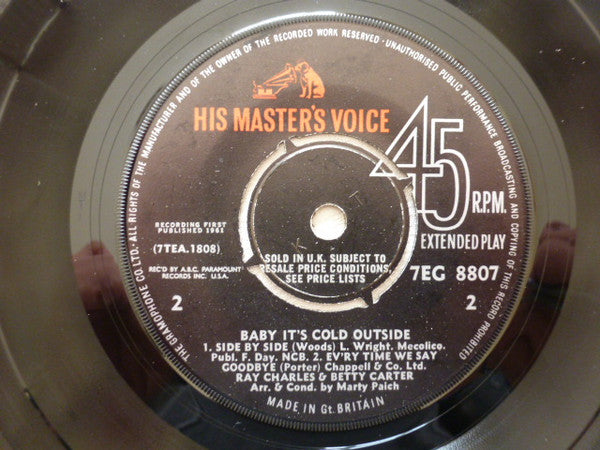 THE GRAMOPHONE CO. LTD. ALL RIGHTS OF THE MANUFACTURER AND OF THE OWNER OF THE RECORDED WORK RESERVED - UNAUTHORISED PUBLIC PERFORMANCE BROADCASTING AND COPYING OF THIS RECORD PROHIBITED
HIS MASTER'S VOICE
45
R.P.M.
EXTENDED PLAY
RECORDING FIRST
PUBLISHED 1961
(7TEA.1808)
REC'D BY A.B.C. PARAMOUNT
RECORDS INC. U.S.A.
2
SOLD IN U.K. SUBJECT TO
RESALE PRICE CONDITIONS,
SEE PRICE LISTS
7EG 8807
2
BABY IT'S COLD OUTSIDE
1. SIDE BY SIDE (Woods) L. Wright. Mecolico.
Publ. F. Day. NCB. 2. EV'RY TIME WE SAY
GOODBYE (Porter) Chappell & Co. Ltd.
RAY CHARLES & BETTY CARTER
Arr. & Cond. by Marty Paich
MADE IN Gt. BRITAIN